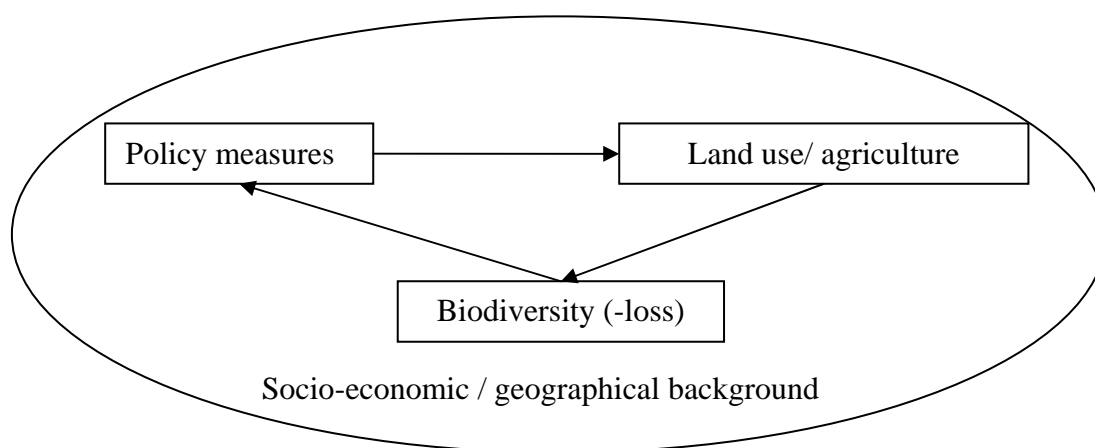 Policy measures
Land use/ agriculture
Biodiversity (-loss)
Socio-economic / geographical background